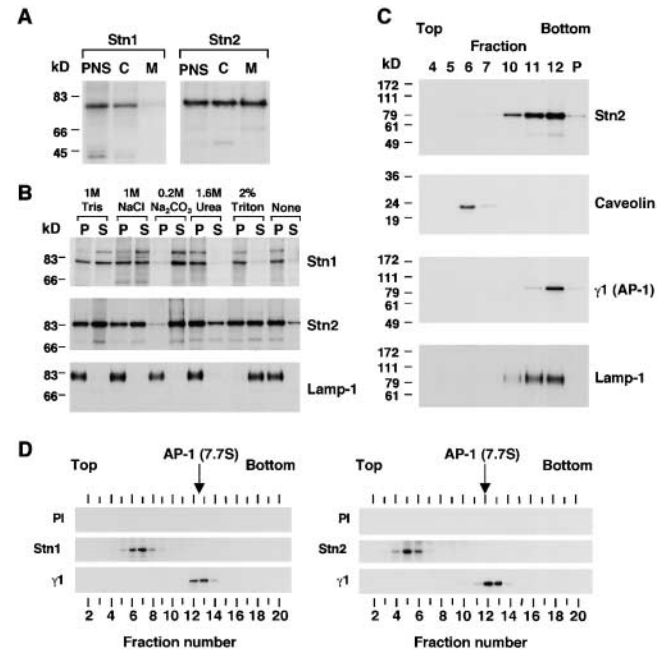 A
Stn1 Stn2
kD PNS C M PNS C M
83
66
45
B
1M Tris 1M NaCl 0.2M Na₂CO₃ 1.6M Urea 2% Triton None
kD P S P S P S P S P S P S
83
66
Stn1
83
66
Stn2
83
66
Lamp-1
C
Top Bottom
Fraction
kD 4 5 6 7 10 11 12 P
172
111
79
61
49
Stn2
24
19
Caveolin
172
111
79
61
49
γ1 (AP-1)
172
111
79
61
Lamp-1
D
AP-1 (7.7S)
Top Bottom
PI
Stn1
γ1
2 4 6 8 10 12 14 16 18 20
Fraction number
AP-1 (7.7S)
Top Bottom
PI
Stn2
γ1
2 4 6 8 10 12 14 16 18 20
Fraction number